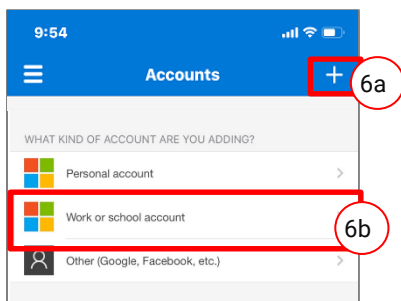 9:54
Accounts
+
6a
WHAT KIND OF ACCOUNT ARE YOU ADDING?
Personal account
Work or school account
6b
Other (Google, Facebook, etc.)